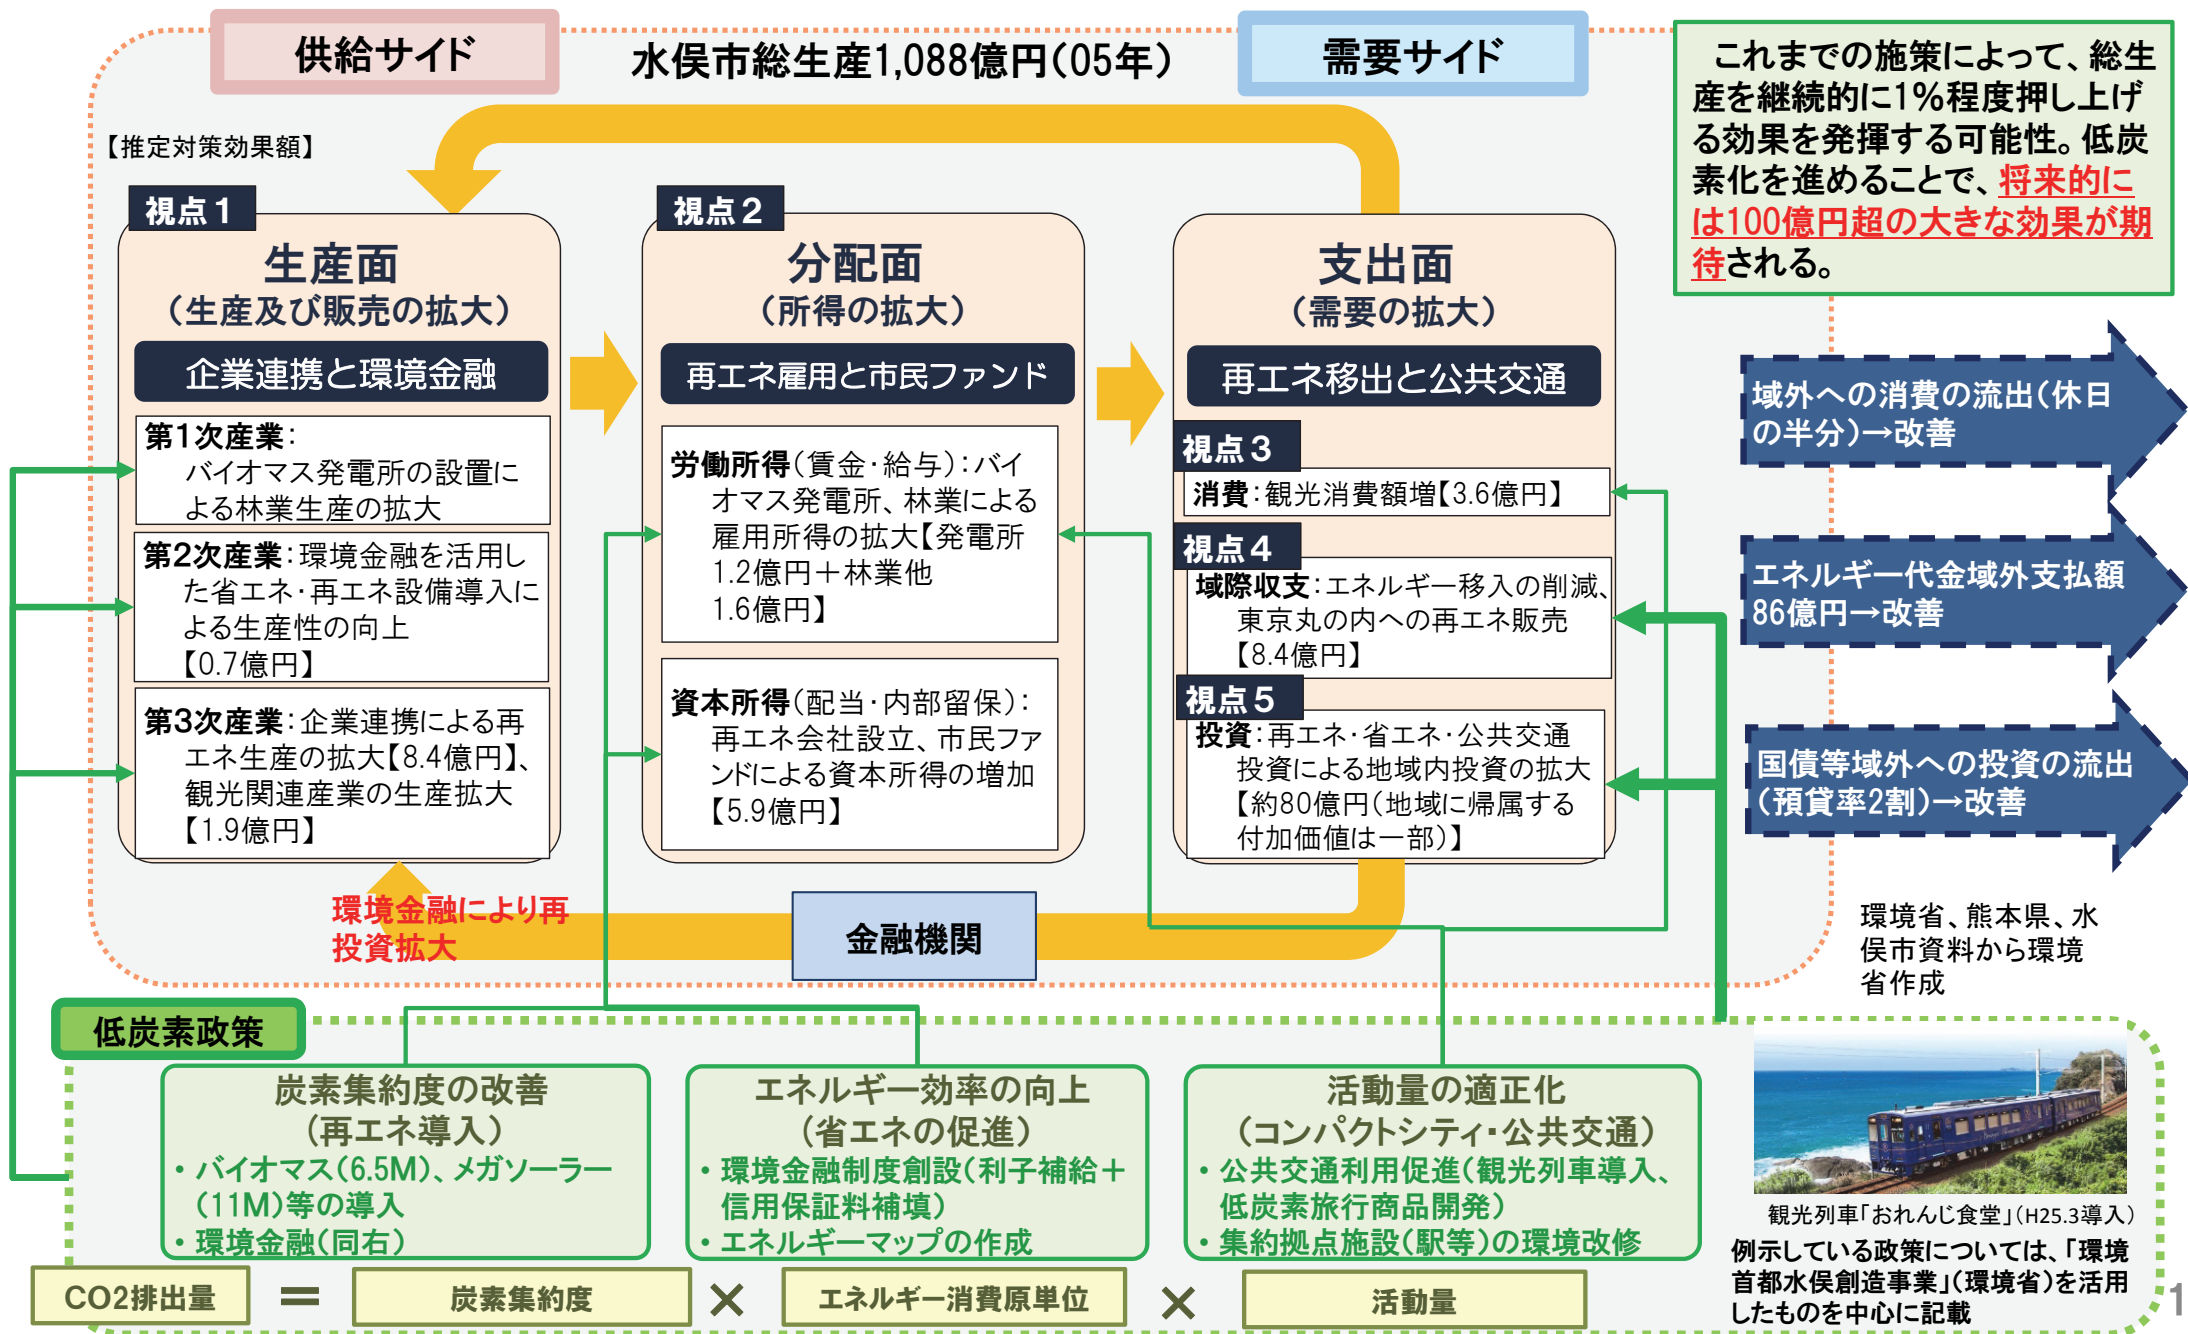 供給サイド
水俣市総生産1,088億円(05年)
需要サイド
これまでの施策によって、総生
産を継続的に1%程度押し上げ
る効果を発揮する可能性。低炭
素化を進めることで、将来的に
は100億円超の大きな効果が期
待される。
【推定対策効果額】
視点1
生産面
(生産及び販売の拡大)
企業連携と環境金融
第1次産業:
バイオマス発電所の設置に
よる林業生産の拡大
第2次産業:環境金融を活用し
た省エネ・再エネ設備導入に
よる生産性の向上
【0.7億円】
第3次産業:企業連携による再
エネ生産の拡大【8.4億円】、
観光関連産業の生産拡大
【1.9億円】
視点2
分配面
(所得の拡大)
再エネ雇用と市民ファンド
労働所得(賃金・給与):バイ
オマス発電所、林業による
雇用所得の拡大【発電所
1.2億円+林業他
1.6億円】
資本所得(配当・内部留保):
再エネ会社設立、市民ファ
ンドによる資本所得の増加
【5.9億円】
支出面
(需要の拡大)
再エネ移出と公共交通
視点3
消費:観光消費額増【3.6億円】
視点4
域際収支:エネルギー移入の削減、
東京丸の内への再エネ販売
【8.4億円】
視点5
投資:再エネ・省エネ・公共交通
投資による地域内投資の拡大
【約80億円(地域に帰属する
付加価値は一部)】
域外への消費の流出(休日
の半分)→改善
エネルギー代金域外支払額
86億円→改善
国債等域外への投資の流出
(預貸率2割)→改善
環境金融により再
投資拡大
金融機関
環境省、熊本県、水
俣市資料から環境
省作成
低炭素政策
炭素集約度の改善
(再エネ導入)
・バイオマス(6.5M)、メガソーラー
(11M)等の導入
・環境金融(同右)
エネルギー効率の向上
(省エネの促進)
・環境金融制度創設(利子補給+
信用保証料補填)
・エネルギーマップの作成
活動量の適正化
(コンパクトシティ・公共交通)
・公共交通利用促進(観光列車導入、
低炭素旅行商品開発)
・集約拠点施設(駅等)の環境改修
観光列車「おれんじ食堂」(H25.3導入)
例示している政策については、「環境
首都水俣創造事業」(環境省)を活用
したものを中心に記載
CO2排出量 = 炭素集約度 × エネルギー消費原単位 × 活動量
1